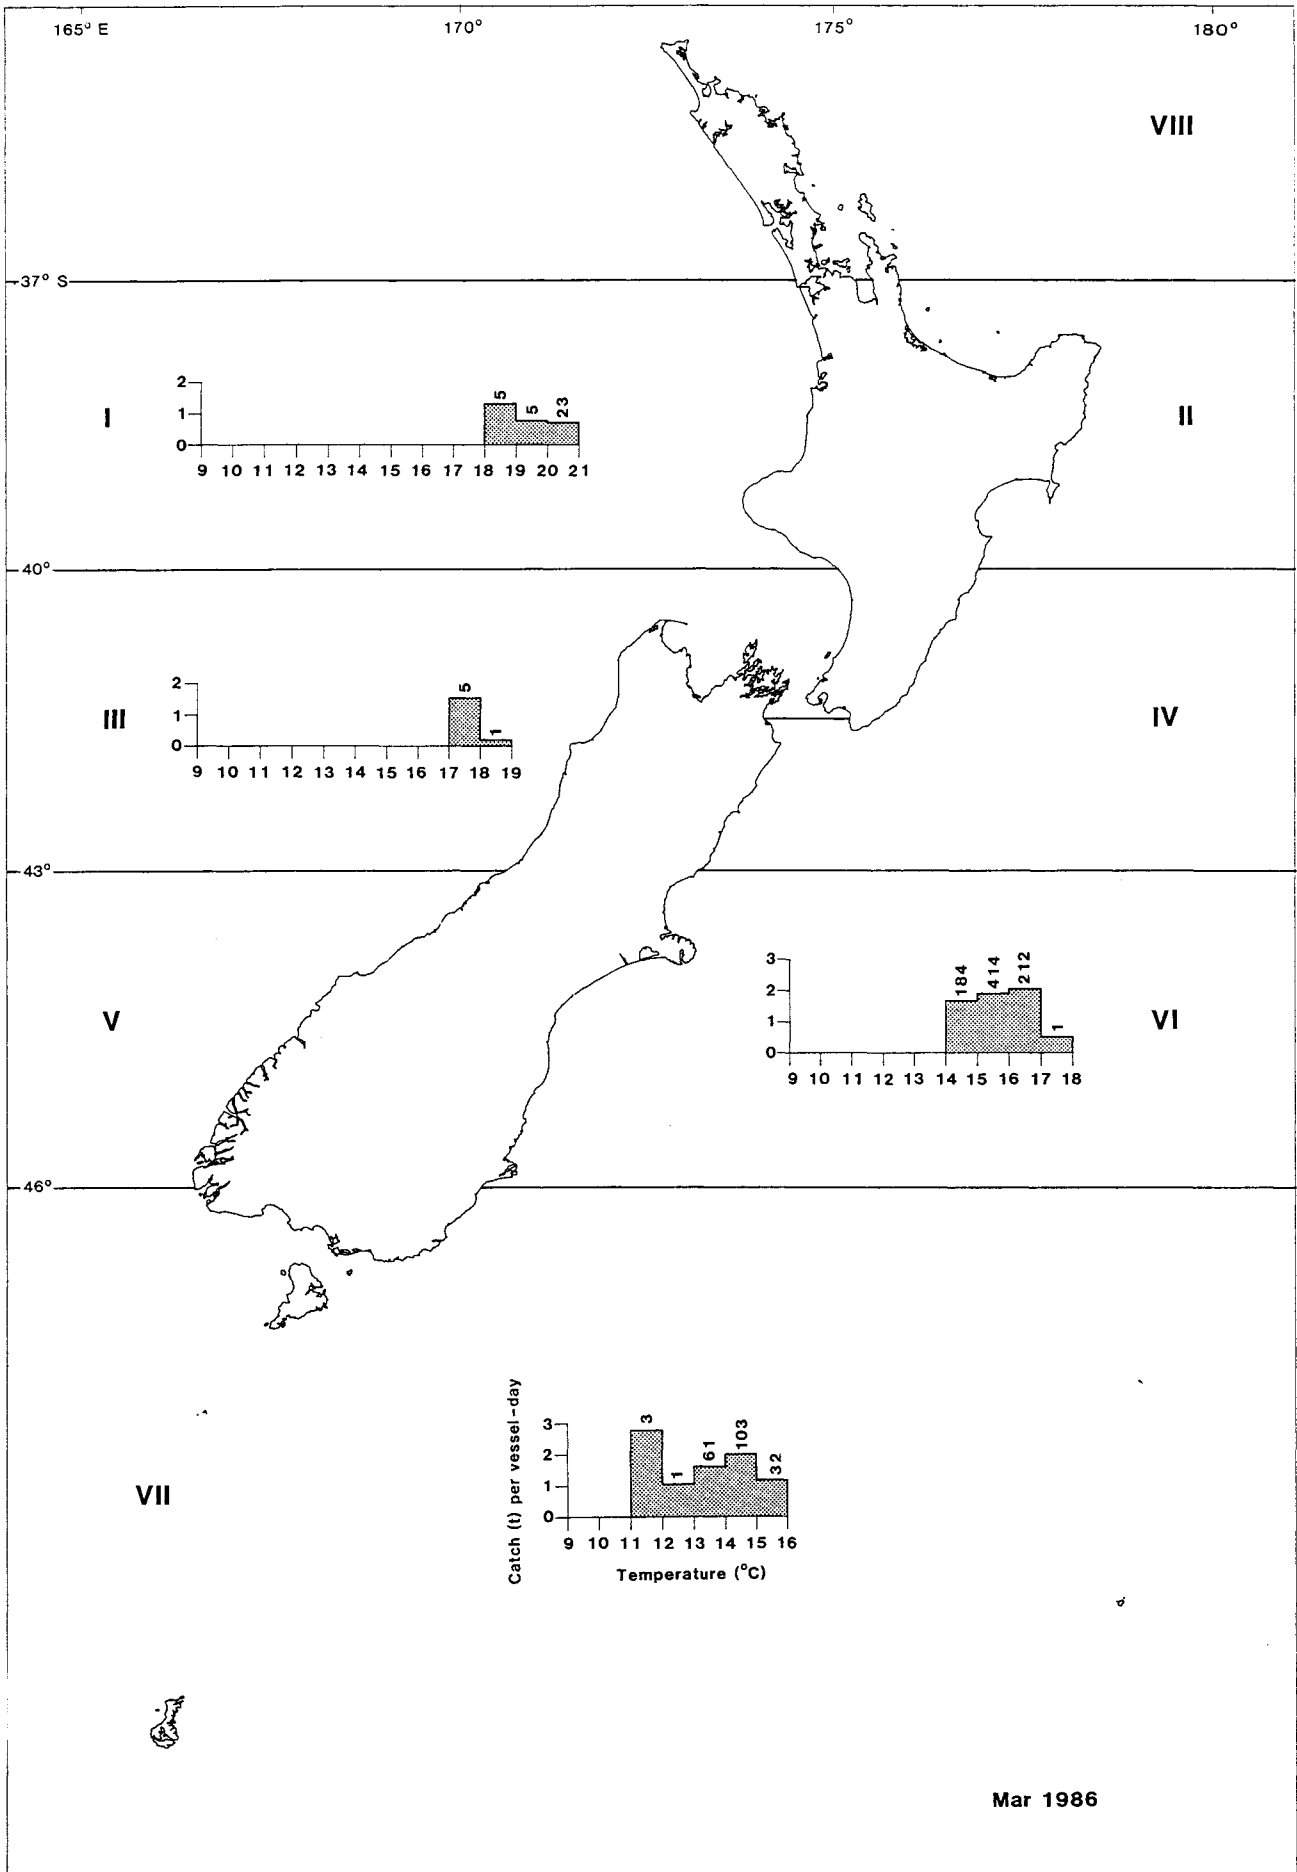 165° E 170° 175° 180°
VIII
37° S
I
2
1
0
5 5 23
9 10 11 12 13 14 15 16 17 18 19 20 21
II
40°
III
2
1
0
5 1
9 10 11 12 13 14 15 16 17 18 19
IV
43°
V
3
2
1
0
184 414 212 1
9 10 11 12 13 14 15 16 17 18
VI
46°
VII
Catch (t) per vessel-day
3
2
1
0
3 1 61 103 32
9 10 11 12 13 14 15 16
Temperature (°C)
Mar 1986